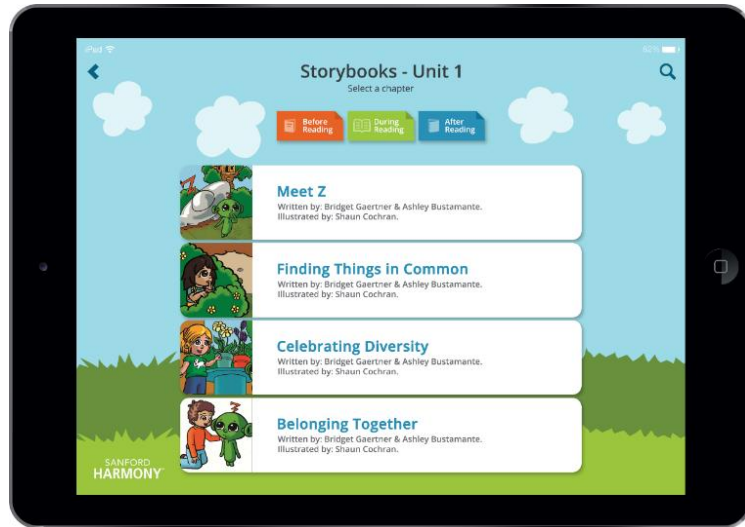 iPad
62%
Storybooks - Unit 1
Select a chapter
Before
Reading
During
Reading
After
Reading
Meet Z
Written by: Bridget Gaertner & Ashley Bustamante.
Illustrated by: Shaun Cochran.
Finding Things in Common
Written by: Bridget Gaertner & Ashley Bustamante.
Illustrated by: Shaun Cochran.
Celebrating Diversity
Written by: Bridget Gaertner & Ashley Bustamante.
Illustrated by: Shaun Cochran.
Belonging Together
Written by: Bridget Gaertner & Ashley Bustamante.
Illustrated by: Shaun Cochran.
SANFORD
HARMONY